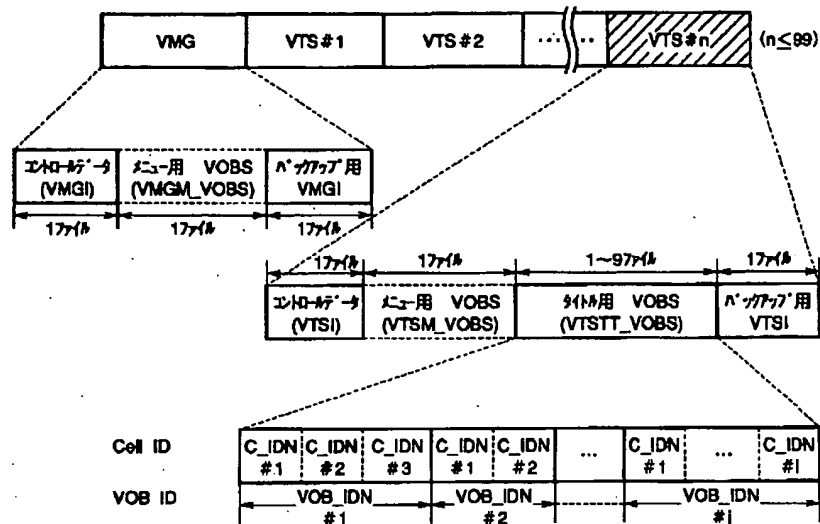 VMG VTS#1 VTS#2 ..... VTS#n (n≦99)
コントロールデータ メニュー用 VOBS バックアップ用
(VMGI) (VMGM_VOBS) VMGI
1ファイル 1ファイル 1ファイル
1ファイル 1ファイル 1〜97ファイル 1ファイル
コントロールデータ メニュー用 VOBS タイトル用 VOBS バックアップ用
(VTSI) (VTSM_VOBS) (VTSTT_VOBS) VTSI
Cell ID C_IDN C_IDN C_IDN C_IDN C_IDN ... C_IDN ... C_IDN
#1 #2 #3 #1 #2 #1 #i
VOB ID VOB_IDN VOB_IDN VOB_IDN
#1 #2 #i